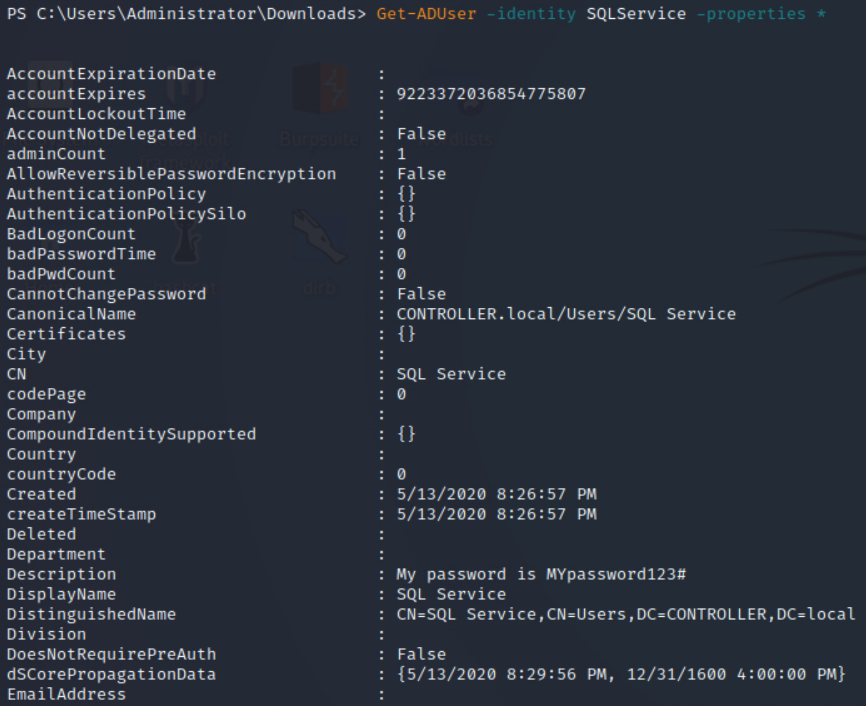 PS C:\Users\Administrator\Downloads> Get-ADUser -identity SQLService -properties *
AccountExpirationDate :
accountExpires : 9223372036854775807
AccountLockoutTime :
AccountNotDelegated : False
adminCount : 1
AllowReversiblePasswordEncryption : False
AuthenticationPolicy : {}
AuthenticationPolicySilo : {}
BadLogonCount : 0
badPasswordTime : 0
badPwdCount : 0
CannotChangePassword : False
CanonicalName : CONTROLLER.local/Users/SQL Service
Certificates : {}
City :
CN : SQL Service
codePage : 0
Company :
CompoundIdentitySupported : {}
Country :
countryCode : 0
Created : 5/13/2020 8:26:57 PM
createTimeStamp : 5/13/2020 8:26:57 PM
Deleted :
Department :
Description : My password is MYpassword123#
DisplayName : SQL Service
DistinguishedName : CN=SQL Service,CN=Users,DC=CONTROLLER,DC=local
Division :
DoesNotRequirePreAuth : False
dSCorePropagationData : {5/13/2020 8:29:56 PM, 12/31/1600 4:00:00 PM}
EmailAddress :
Burpsuite
dirb